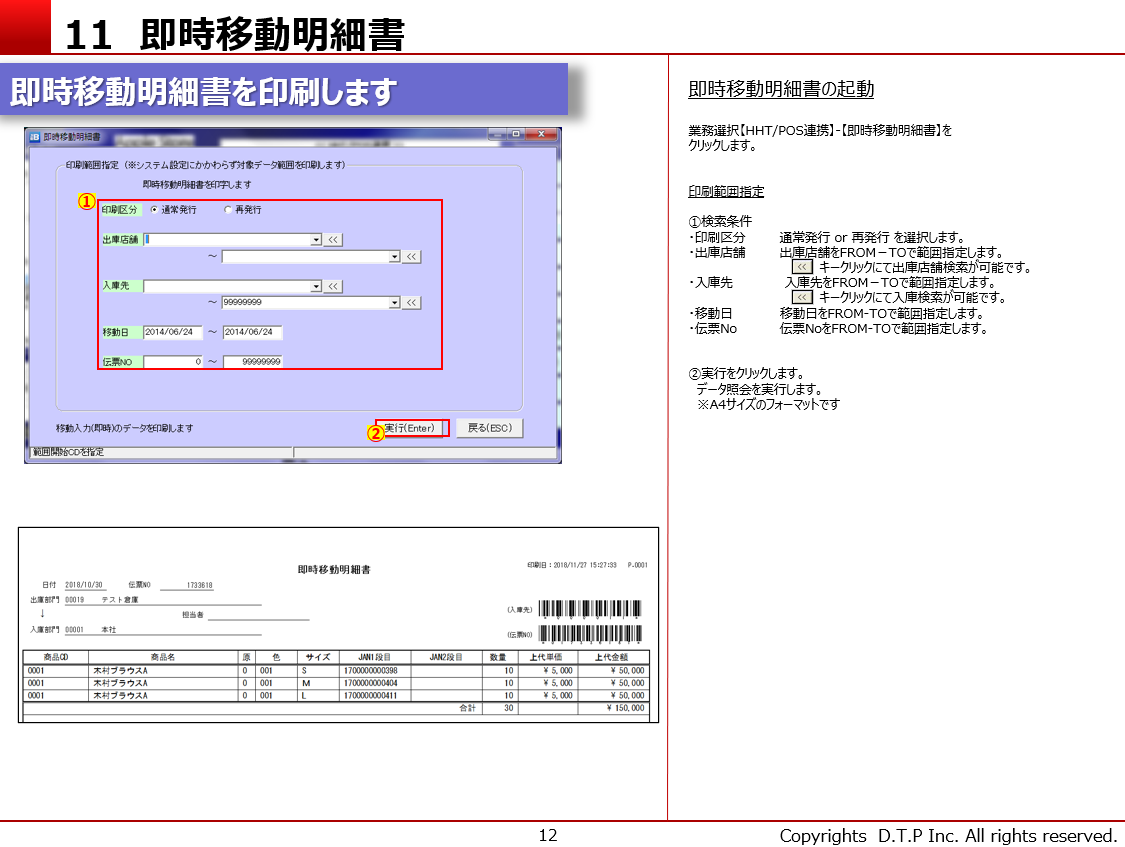 11 即時移動明細書
即時移動明細書を印刷します
即時移動明細書
印刷範囲指定（※システム設定にかかわらず対象データ範囲を印刷します）
即時移動明細書を印字します
①
印刷区分 通常発行 再発行
出庫店舗 <<
～ <<
入庫先 <<
～ 99999999 <<
移動日 2014/06/24 ～ 2014/06/24
伝票NO 0 ～ 99999999
移動入力(即時)のデータを印刷します
② 実行(Enter) 戻る(ESC)
範囲開始CDを指定
即時移動明細書
印刷日：2018/11/27 15:27:33 P-0001
日付 2018/10/30 伝票NO 1733618
出庫部門 00019 テスト倉庫
↓
担当者
(入庫先)
入庫部門 00001 本社
(伝票NO)
商品CD 商品名 原 色 サイズ JAN1段目 JAN2段目 数量 上代単価 上代金額
0001 木村ブラウスA 0 001 S 1700000000398 10 ¥ 5,000 ¥ 50,000
0001 木村ブラウスA 0 001 M 1700000000404 10 ¥ 5,000 ¥ 50,000
0001 木村ブラウスA 0 001 L 1700000000411 10 ¥ 5,000 ¥ 50,000
合計 30 ¥ 150,000
即時移動明細書の起動
業務選択【HHT/POS連携】-【即時移動明細書】を
クリックします。
印刷範囲指定
①検索条件
・印刷区分 通常発行 or 再発行 を選択します。
・出庫店舗 出庫店舗をFROM－TOで範囲指定します。
<< キークリックにて出庫店舗検索が可能です。
・入庫先 入庫先をFROM－TOで範囲指定します。
<< キークリックにて入庫検索が可能です。
・移動日 移動日をFROM-TOで範囲指定します。
・伝票No 伝票NoをFROM-TOで範囲指定します。
②実行をクリックします。
データ照会を実行します。
※A4サイズのフォーマットです
12
Copyrights D.T.P Inc. All rights reserved.